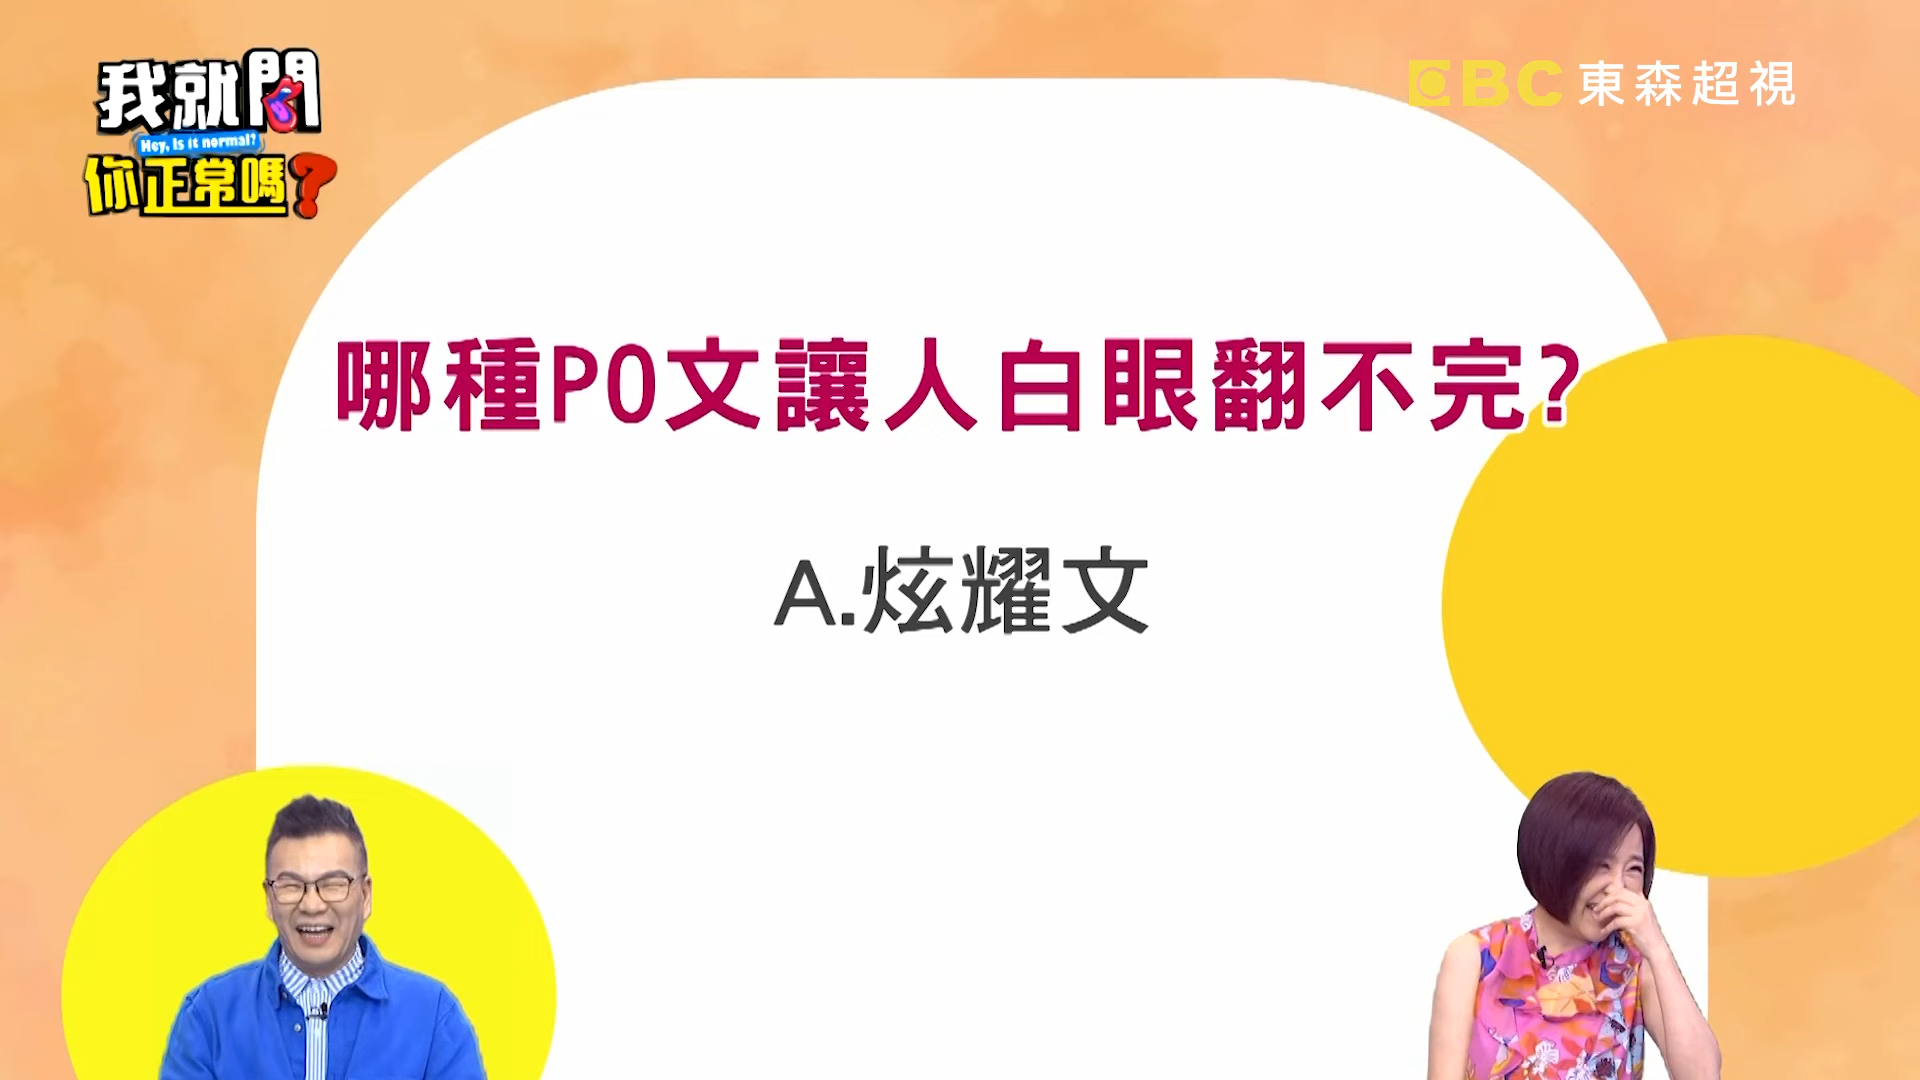 我就問
Hey, is it normal?
你正常嗎?
EBC 東森超視
哪種PO文讓人白眼翻不完?
A.炫耀文